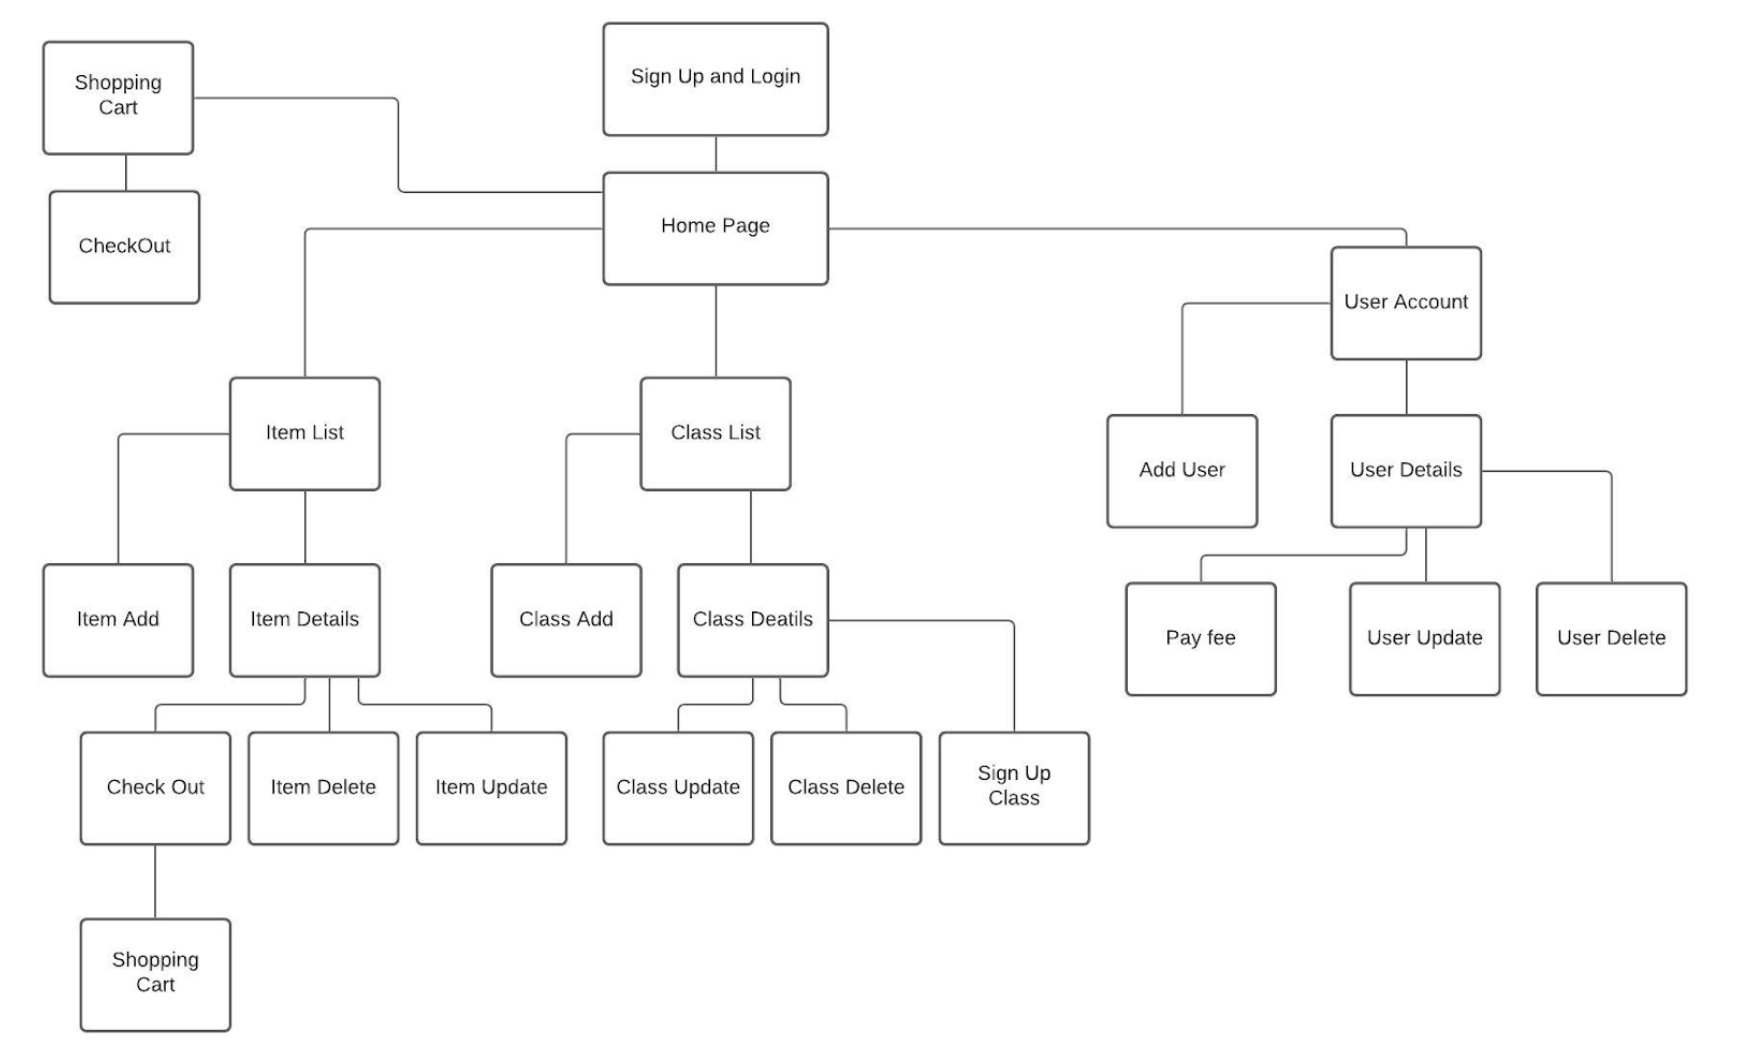 Shopping
Cart
Sign Up and Login
CheckOut
Home Page
User Account
Item List
Class List
Add User
User Details
Item Add
Item Details
Class Add
Class Deatils
Pay fee
User Update
User Delete
Check Out
Item Delete
Item Update
Class Update
Class Delete
Sign Up
Class
Shopping
Cart